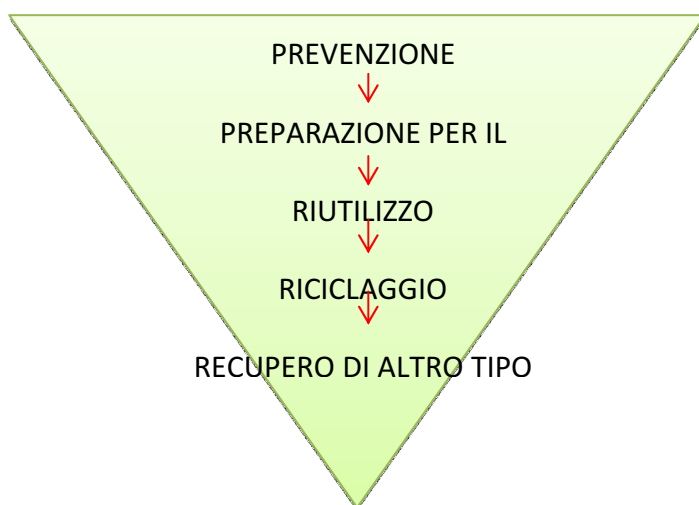 PREVENZIONE
PREPARAZIONE PER IL
RIUTILIZZO
RICICLAGGIO
RECUPERO DI ALTRO TIPO